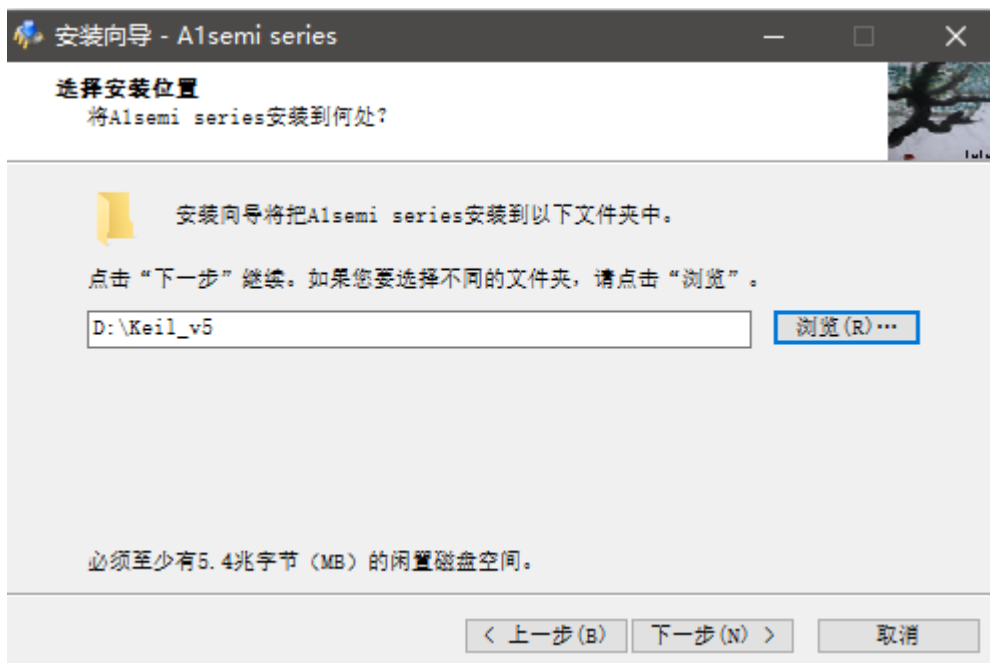 安装向导 - A1semi series
选择安装位置
将A1semi series安装到何处?
安装向导将把A1semi series安装到以下文件夹中。
点击“下一步”继续。如果您要选择不同的文件夹，请点击“浏览”。
D:\Keil_v5
浏览(R)…
必须至少有5.4兆字节（MB）的闲置磁盘空间。
< 上一步(B)
下一步(N) >
取消